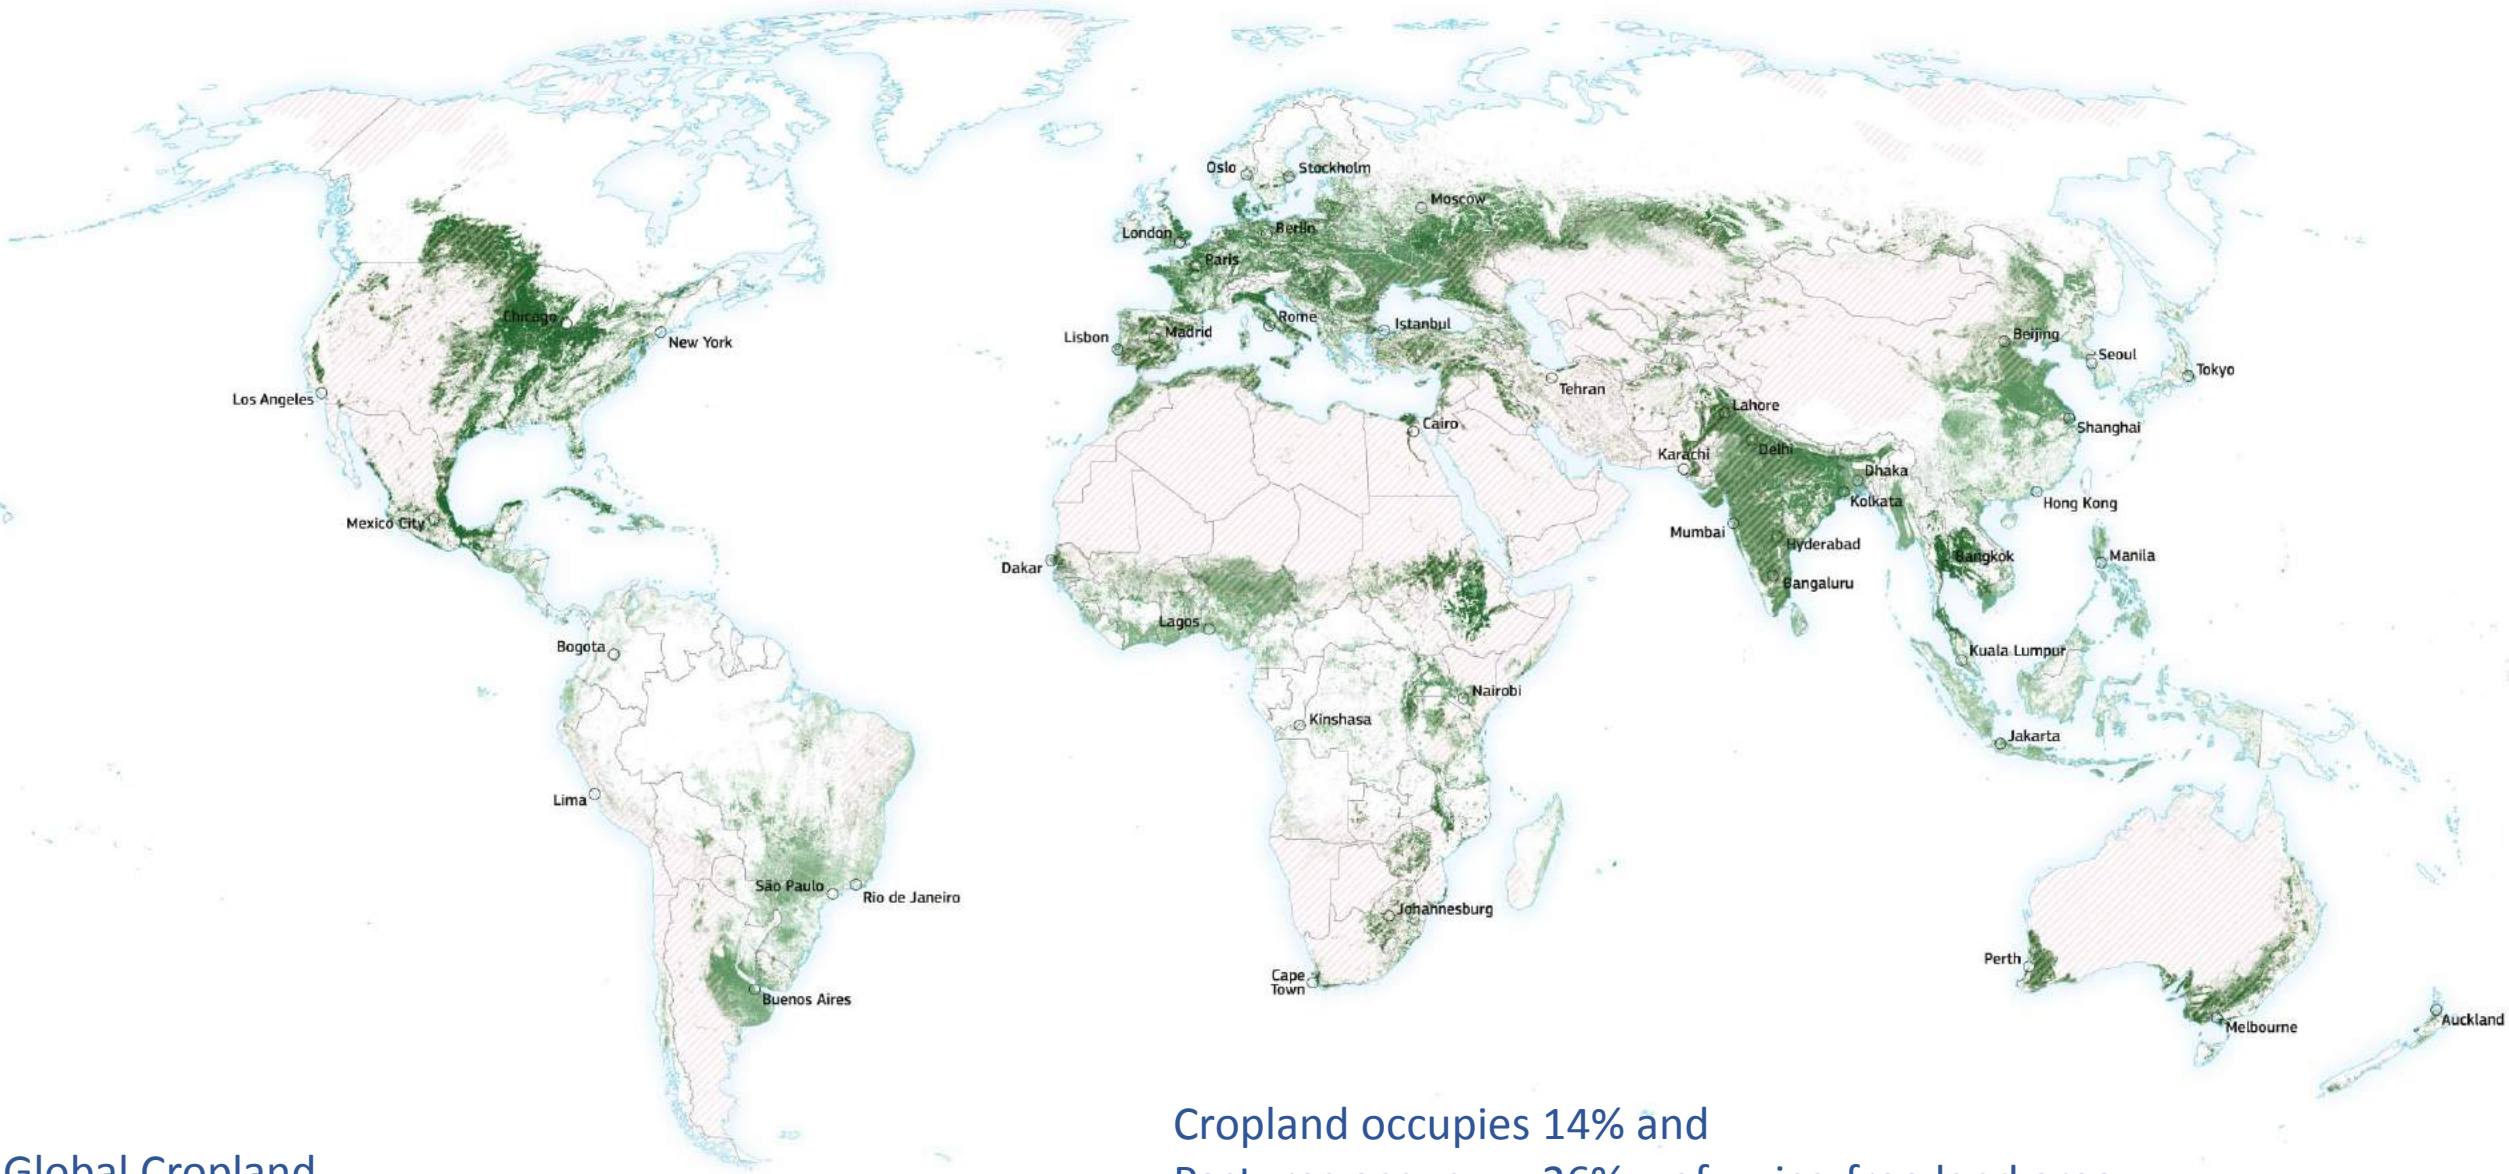 Oslo
Stockholm
Moscow
London
Berlin
Paris
Chicago
New York
Rome
Istanbul
Madrid
Lisbon
Beijing
Seoul
Tokyo
Los Angeles
Tehran
Lahore
Cairo
Shanghai
Delhi
Karachi
Dhaka
Kolkata
Hong Kong
Mexico City
Mumbai
Hyderabad
Bangkok
Manila
Dakar
Bangaluru
Lagos
Bogota
Kuala Lumpur
Nairobi
Kinshasa
Jakarta
Lima
São Paulo
Rio de Janeiro
Johannesburg
Perth
Cape
Town
Buenos Aires
Auckland
Melbourne
Cropland occupies 14% and
Global Cropland